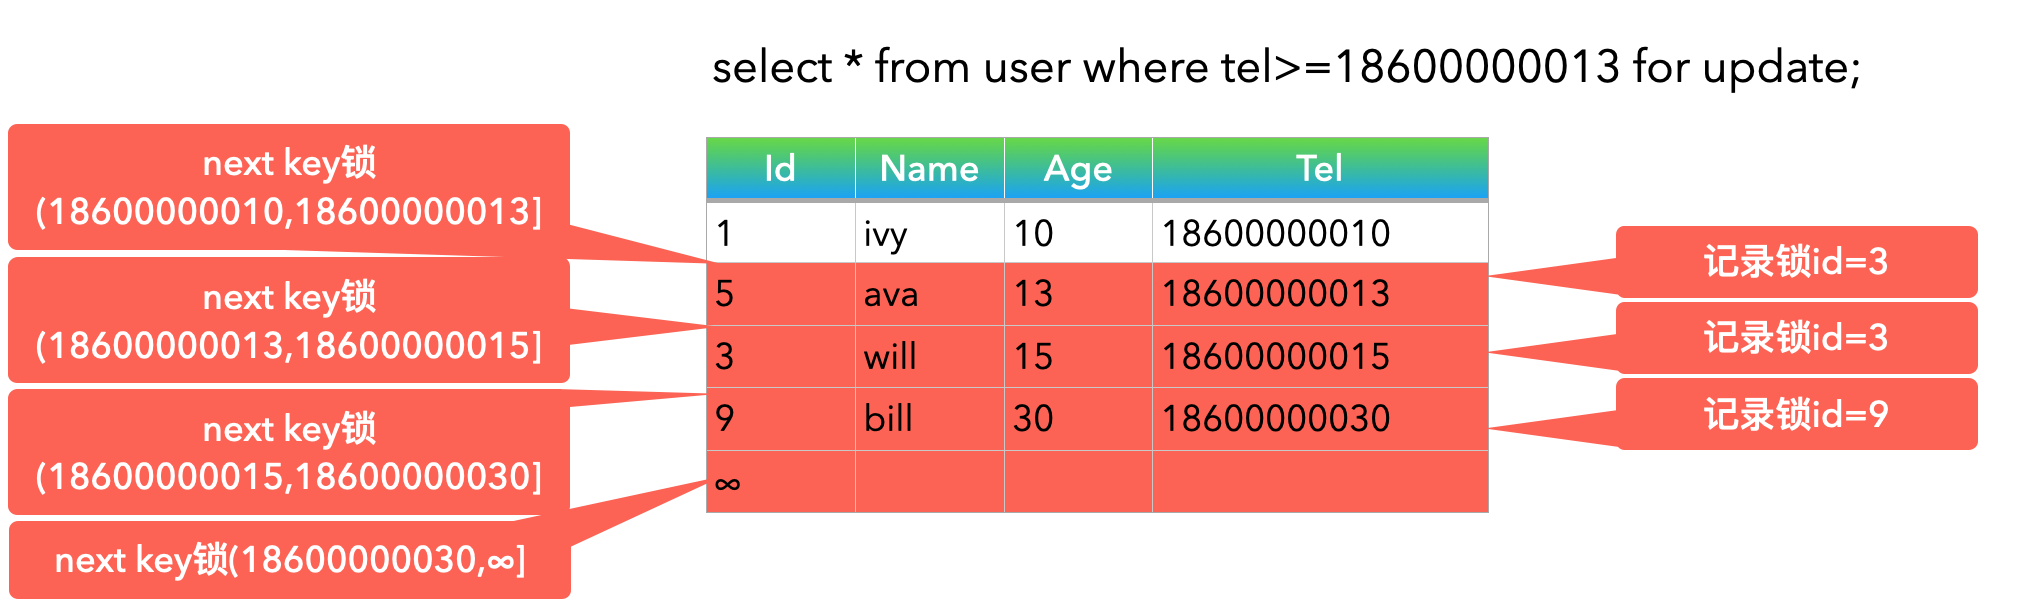 select * from user where tel>=18600000013 for update;
next key锁
(18600000010,18600000013]
next key锁
(18600000013,18600000015]
next key锁
(18600000015,18600000030]
next key锁(18600000030,∞]
Id Name Age Tel
1 ivy 10 18600000010
5 ava 13 18600000013
3 will 15 18600000015
9 bill 30 18600000030
∞
记录锁id=3
记录锁id=3
记录锁id=9